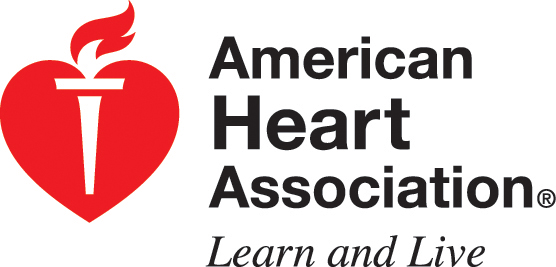 American
Heart
Association®
Learn and Live